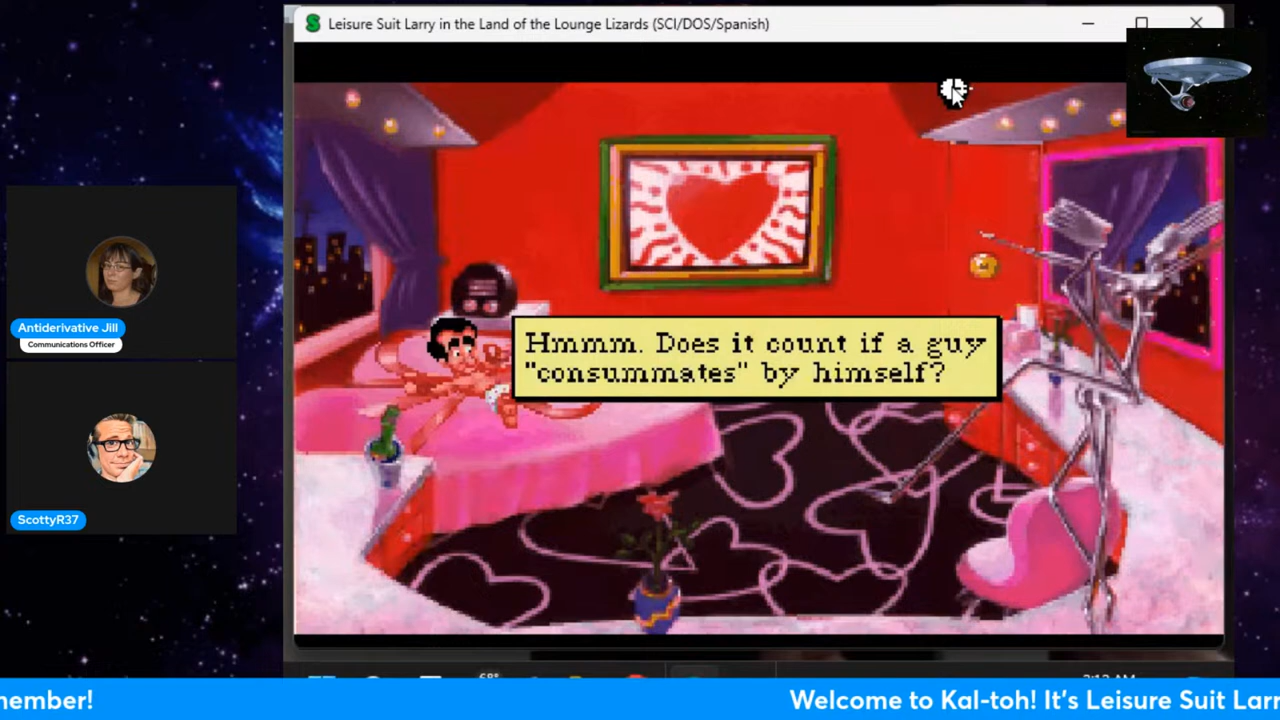 Leisure Suit Larry in the Land of the Lounge Lizards (SCI/DOS/Spanish)
Antiderivative Jill
Communications Officer
Hmmm. Does it count if a guy
"consummates" by himself?
ScottyR37
member! Welcome to Kal-toh! It's Leisure Suit Larr